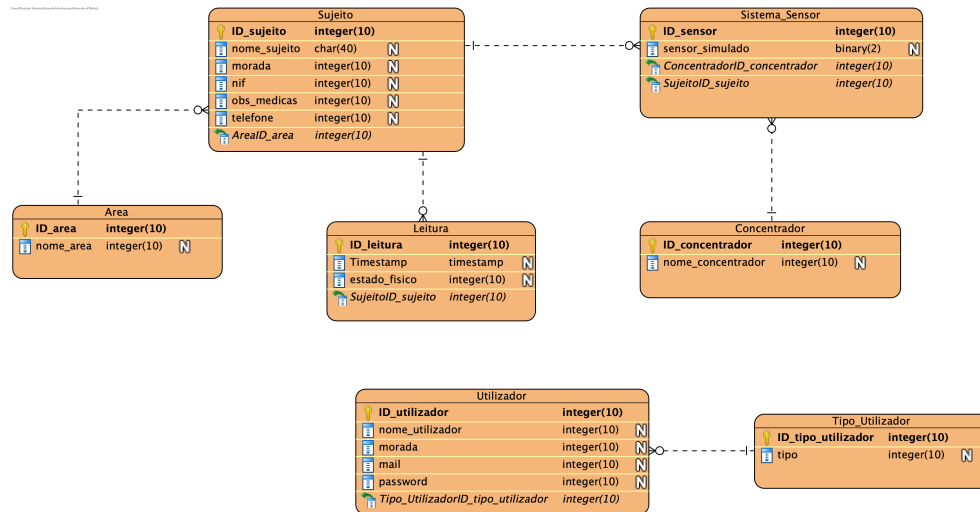 Sujeito
ID_sujeito integer(10)
nome_sujeito char(40) N
morada integer(10) N
nif integer(10) N
obs_medicas integer(10) N
telefone integer(10) N
AreaID_area integer(10)
Sistema_Sensor
ID_sensor integer(10)
sensor_simulado binary(2) N
ConcentradorID_concentrador integer(10)
SujeitoID_sujeito integer(10)
Area
ID_area integer(10)
nome_area integer(10) N
Leitura
ID_leitura integer(10)
Timestamp timestamp N
estado_fisico integer(10) N
SujeitoID_sujeito integer(10)
Concentrador
ID_concentrador integer(10)
nome_concentrador integer(10) N
Utilizador
ID_utilizador integer(10)
nome_utilizador integer(10) N
morada integer(10) N
mail integer(10) N
password integer(10) N
Tipo_UtilizadorID_tipo_utilizador integer(10)
Tipo_Utilizador
ID_tipo_utilizador integer(10)
tipo integer(10) N